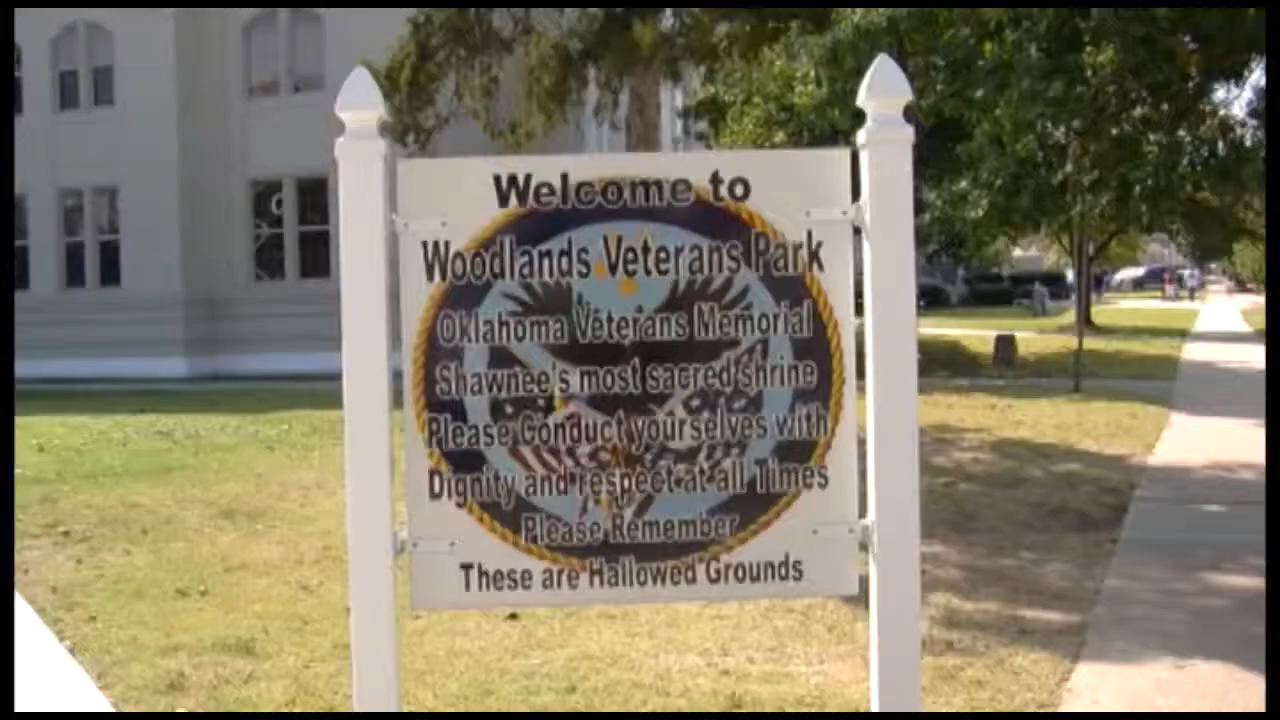 Welcome to
Woodlands Veterans Park
Oklahoma Veterans Memorial
Shawnee's most sacred shrine
Please Conduct yourselves with
Dignity and respect at all Times
Please Remember
These are Hallowed Grounds